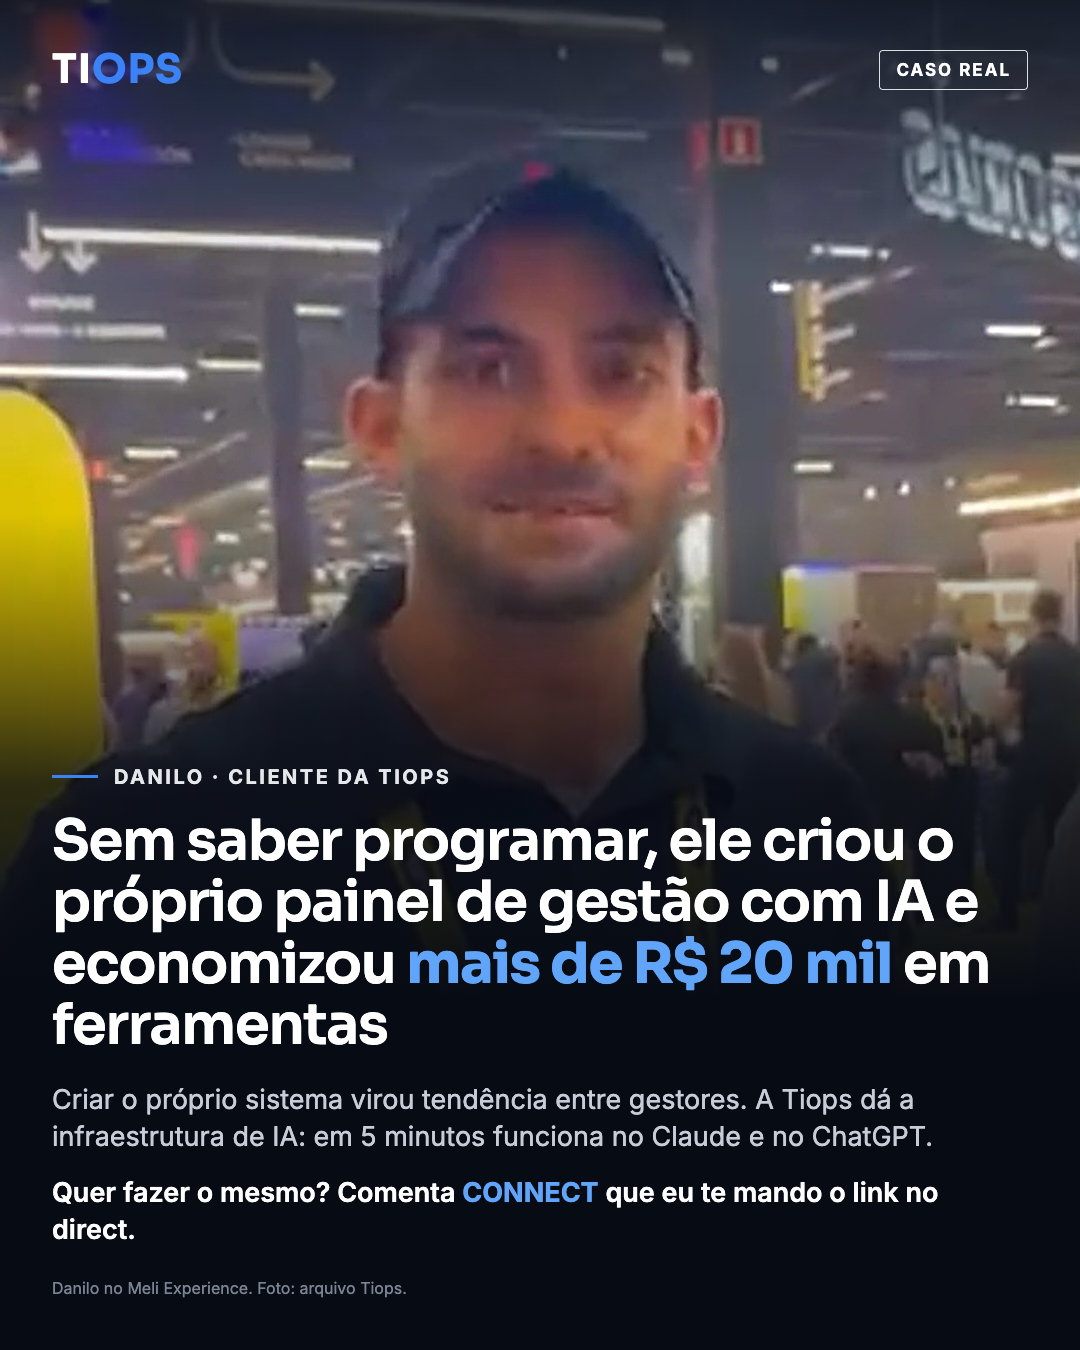 TIOPS
CASO REAL
DANILO · CLIENTE DA TIOPS
Sem saber programar, ele criou o
próprio painel de gestão com IA e
economizou mais de R$ 20 mil em
ferramentas
Criar o próprio sistema virou tendência entre gestores. A Tiops dá a
infraestrutura de IA: em 5 minutos funciona no Claude e no ChatGPT.
Quer fazer o mesmo? Comenta CONNECT que eu te mando o link no
direct.
Danilo no Meli Experience. Foto: arquivo Tiops.